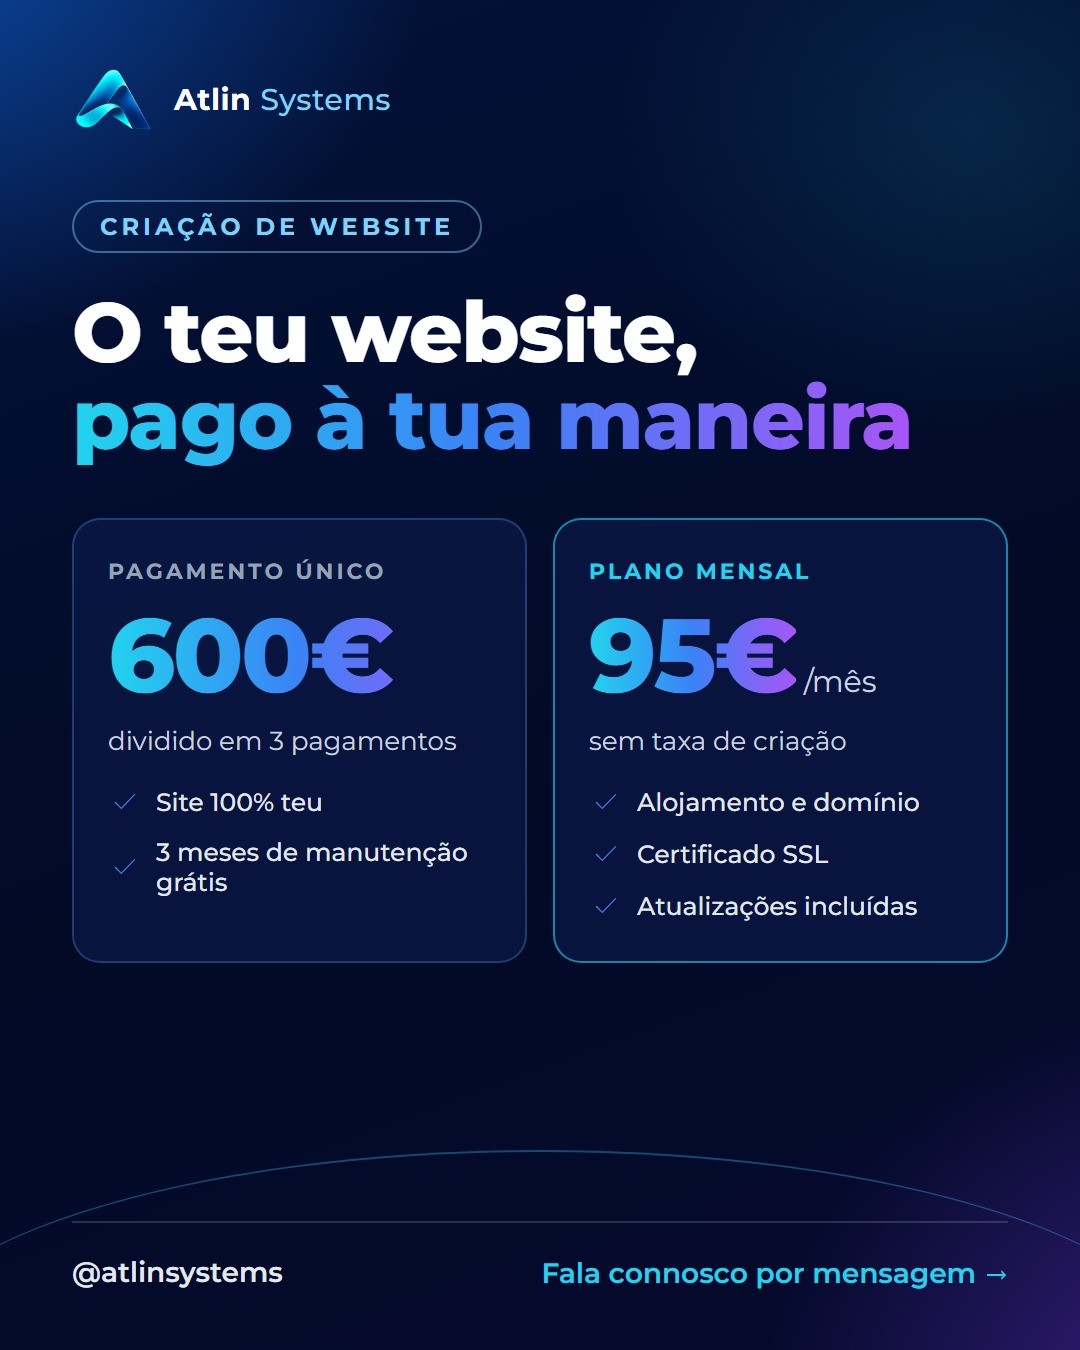 Atlin Systems
CRIAÇÃO DE WEBSITE
O teu website,
pago à tua maneira
PAGAMENTO ÚNICO
600€
dividido em 3 pagamentos
Site 100% teu
3 meses de manutenção
grátis
PLANO MENSAL
95€ /mês
sem taxa de criação
Alojamento e domínio
Certificado SSL
Atualizações incluídas
@atlinsystems
Fala connosco por mensagem →